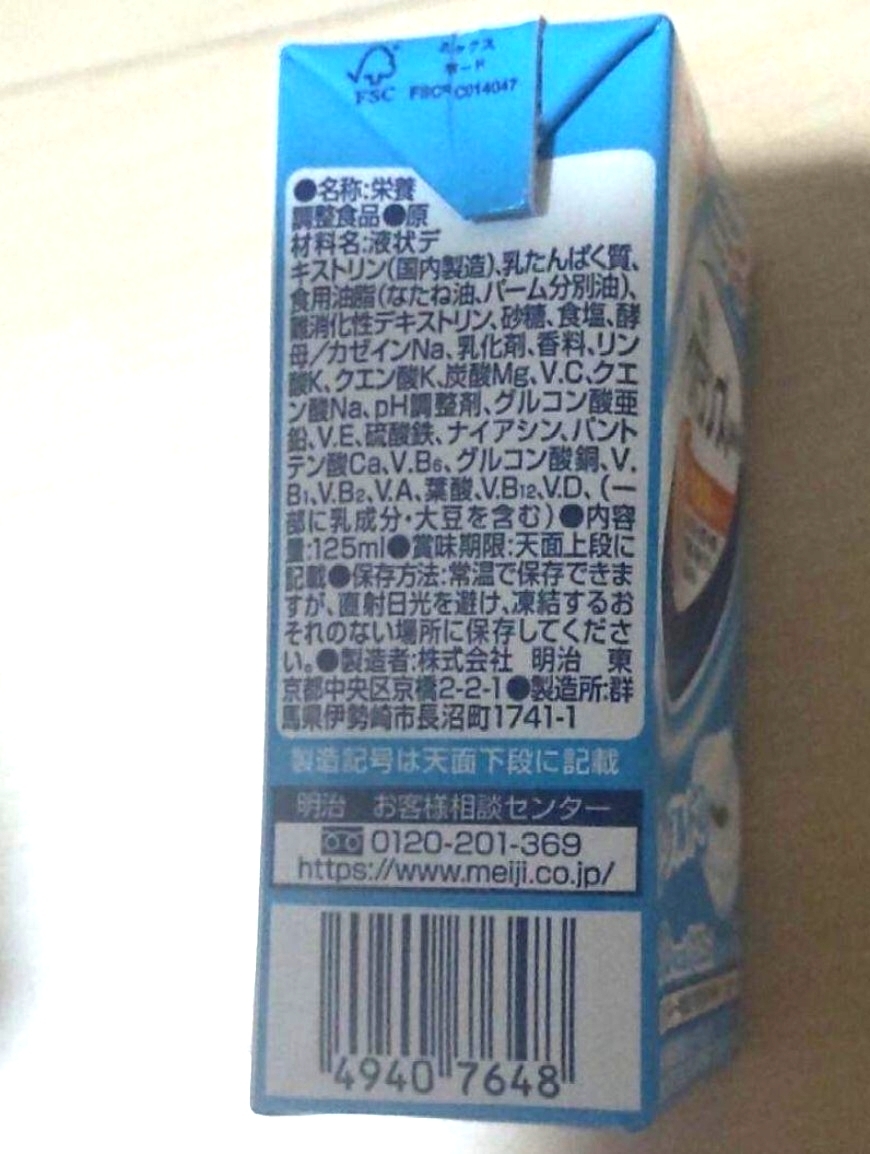 FSC
ミックス
ボード
FSC® C014047
●名称:栄養
調整食品●原
材料名:液状デ
キストリン(国内製造)、乳たんぱく質、
食用油脂(なたね油、パーム分別油)、
難消化性デキストリン、砂糖、食塩、酵
母/カゼインNa、乳化剤、香料、リン
酸K、クエン酸K、炭酸Mg、V.C、クエ
ン酸Na、pH調整剤、グルコン酸亜
鉛、V.E、硫酸鉄、ナイアシン、パント
テン酸Ca、V.B6、グルコン酸銅、V.
B1、V.B2、V.A、葉酸、V.B12、V.D、(一
部に乳成分・大豆を含む)●内容
量:125ml●賞味期限:天面上段に
記載●保存方法:常温で保存できま
すが、直射日光を避け、凍結するお
それのない場所に保存してくださ
い。●製造者:株式会社 明治 東
京都中央区京橋2-2-1●製造所:群
馬県伊勢崎市長沼町1741-1
製造記号は天面下段に記載
明治 お客様相談センター
0120-201-369
https://www.meiji.co.jp/
4940 7648